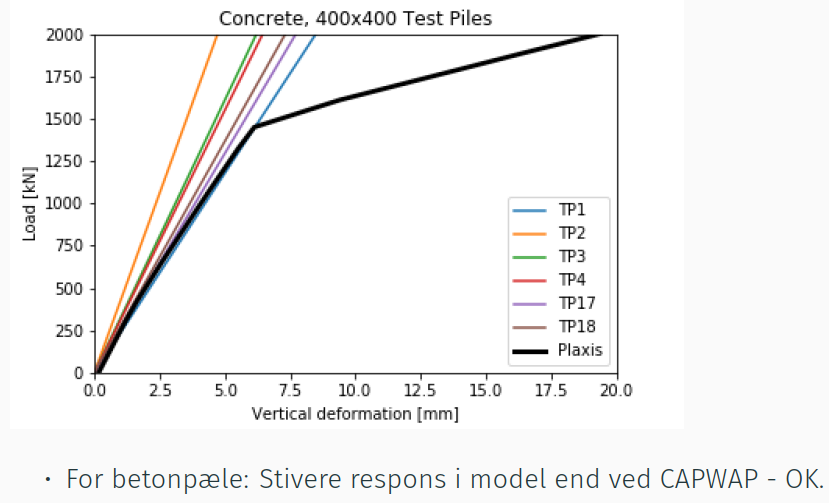 Concrete, 400x400 Test Piles
2000
1750
1500
1250
1000
750
500
250
0
Load [kN]
TP1
TP2
TP3
TP4
TP17
TP18
Plaxis
0.0 2.5 5.0 7.5 10.0 12.5 15.0 17.5 20.0
Vertical deformation [mm]
• For betonpæle: Stivere respons i model end ved CAPWAP - OK.